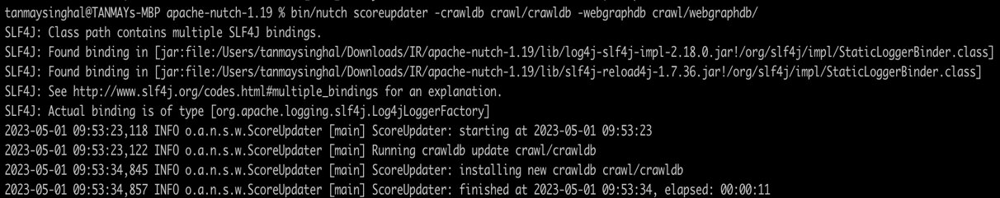 tanmaysinghal@TANMAYs-MBP apache-nutch-1.19 % bin/nutch scoreupdater -crawldb crawl/crawldb -webgraphdb crawl/webgraphdb/
SLF4J: Class path contains multiple SLF4J bindings.
SLF4J: Found binding in [jar:file:/Users/tanmaysinghal/Downloads/IR/apache-nutch-1.19/lib/log4j-slf4j-impl-2.18.0.jar!/org/slf4j/impl/StaticLoggerBinder.class]
SLF4J: Found binding in [jar:file:/Users/tanmaysinghal/Downloads/IR/apache-nutch-1.19/lib/slf4j-reload4j-1.7.36.jar!/org/slf4j/impl/StaticLoggerBinder.class]
SLF4J: See http://www.slf4j.org/codes.html#multiple_bindings for an explanation.
SLF4J: Actual binding is of type [org.apache.logging.slf4j.Log4jLoggerFactory]
2023-05-01 09:53:23,118 INFO o.a.n.s.w.ScoreUpdater [main] ScoreUpdater: starting at 2023-05-01 09:53:23
2023-05-01 09:53:23,122 INFO o.a.n.s.w.ScoreUpdater [main] Running crawldb update crawl/crawldb
2023-05-01 09:53:34,845 INFO o.a.n.s.w.ScoreUpdater [main] ScoreUpdater: installing new crawldb crawl/crawldb
2023-05-01 09:53:34,857 INFO o.a.n.s.w.ScoreUpdater [main] ScoreUpdater: finished at 2023-05-01 09:53:34, elapsed: 00:00:11